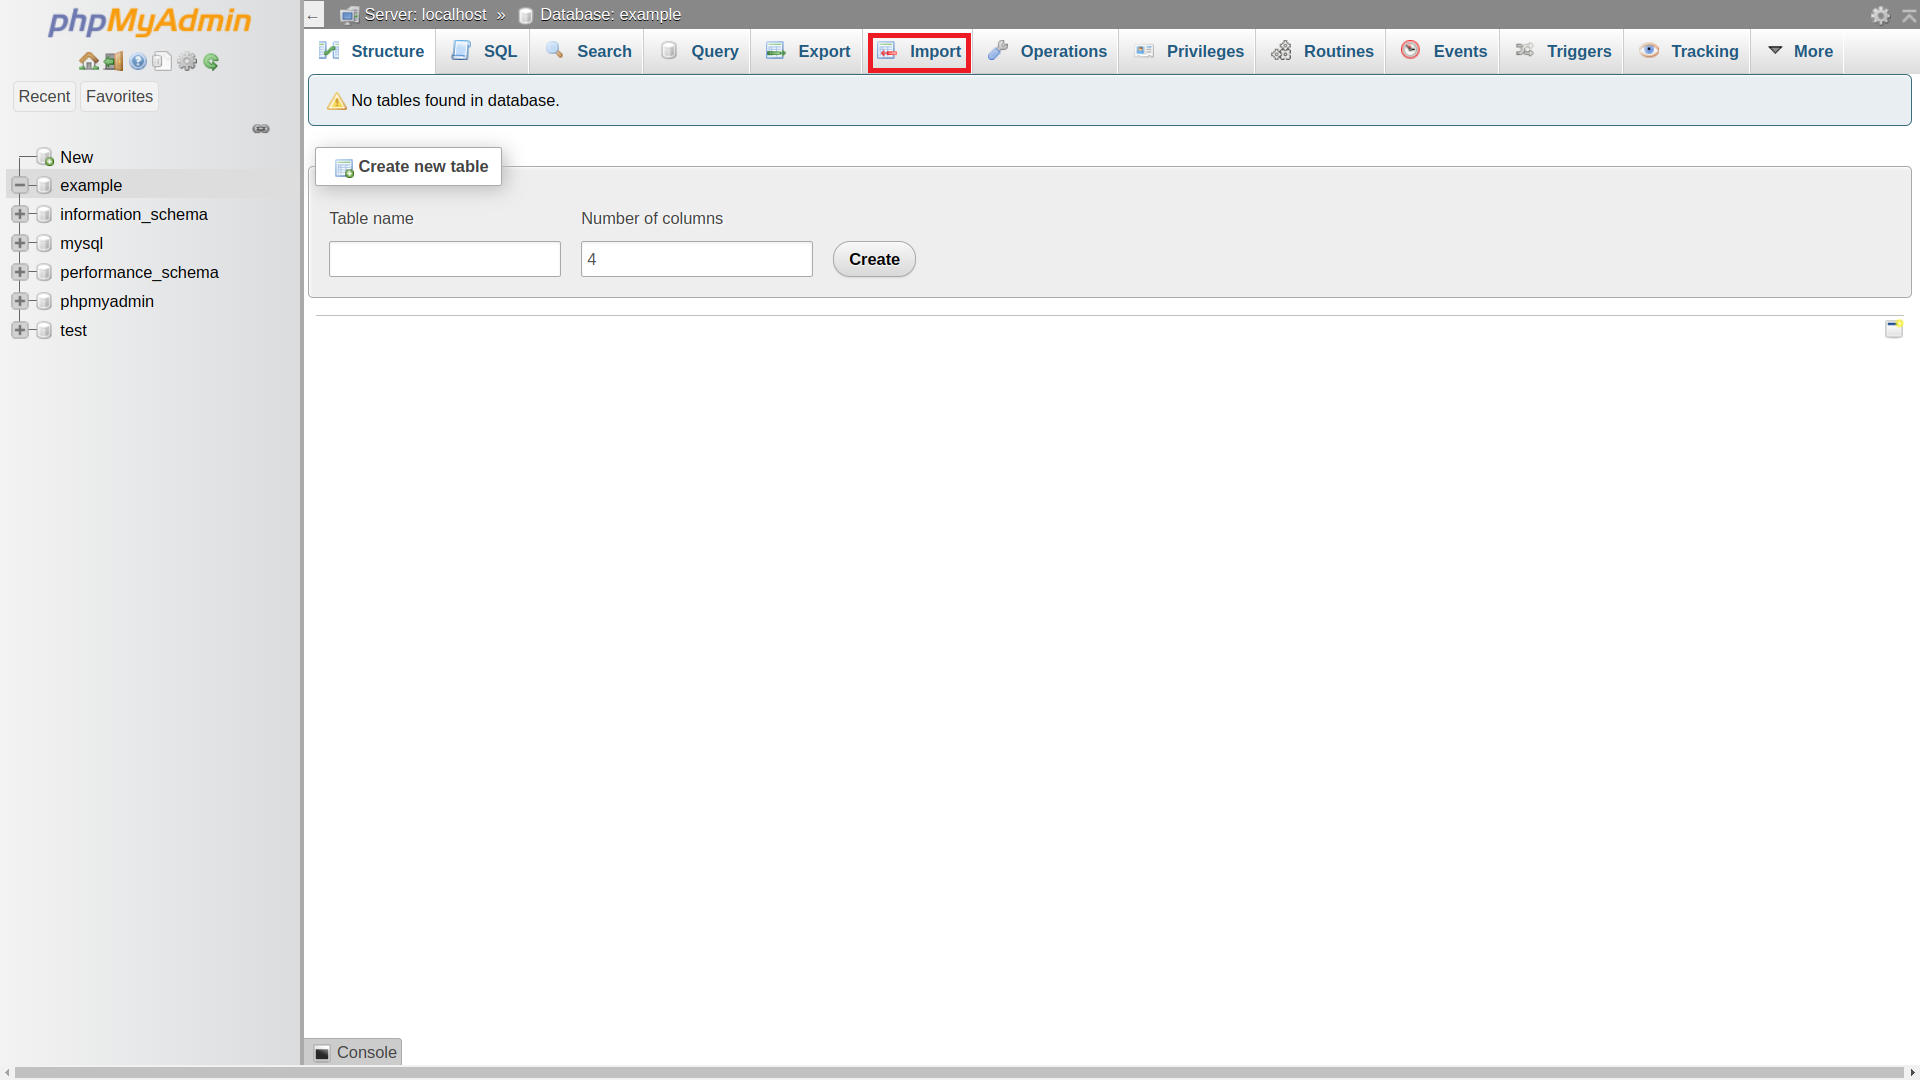 phpMyAdmin
Recent Favorites
New
example
information_schema
mysql
performance_schema
phpmyadmin
test
← Server: localhost » Database: example
Structure SQL Search Query Export Import Operations Privileges Routines Events Triggers Tracking More
No tables found in database.
Create new table
Table name Number of columns
4 Create
Console